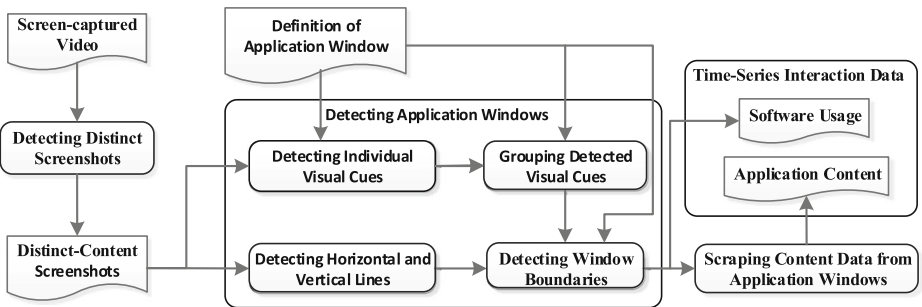 Screen-captured
Video
Detecting Distinct
Screenshots
Distinct-Content
Screenshots
Definition of
Application Window
Detecting Application Windows
Detecting Individual
Visual Cues
Grouping Detected
Visual Cues
Detecting Horizontal and
Vertical Lines
Detecting Window
Boundaries
Time-Series Interaction Data
Software Usage
Application Content
Scraping Content Data from
Application Windows